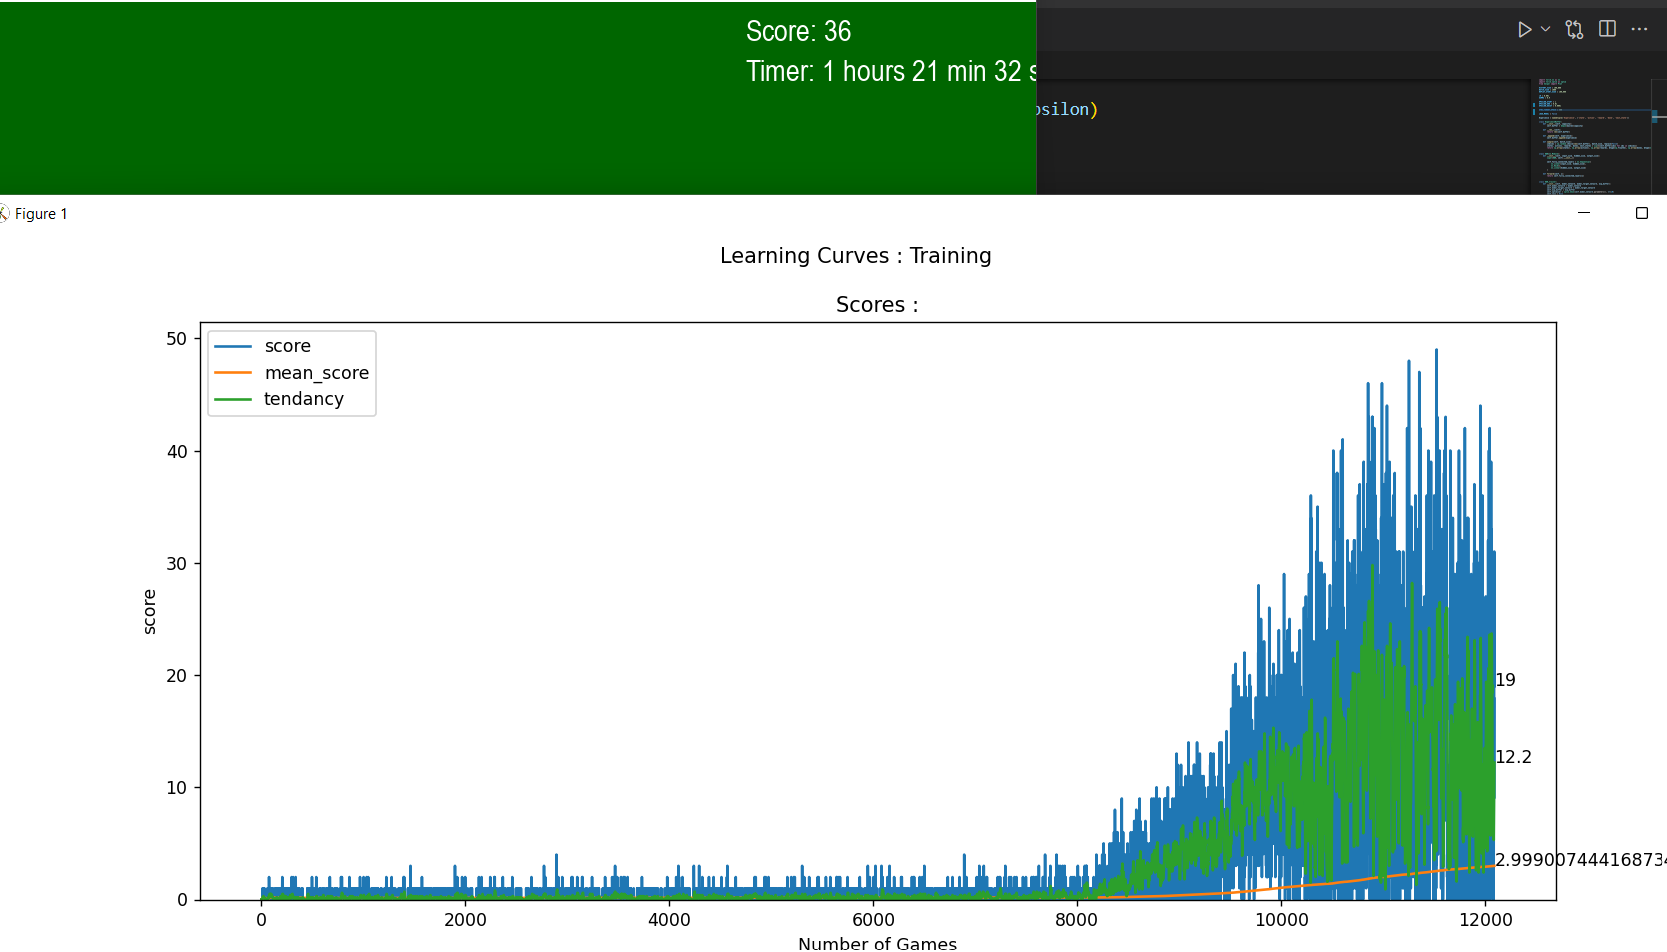 Score: 36
Timer: 1 hours 21 min 32 s
psilon)
Figure 1
Learning Curves : Training
Scores :
score
mean_score
tendancy
50
40
30
20
10
0
score
19
12.2
2.999007444168734
0
2000
4000
6000
8000
10000
12000
Number of Games